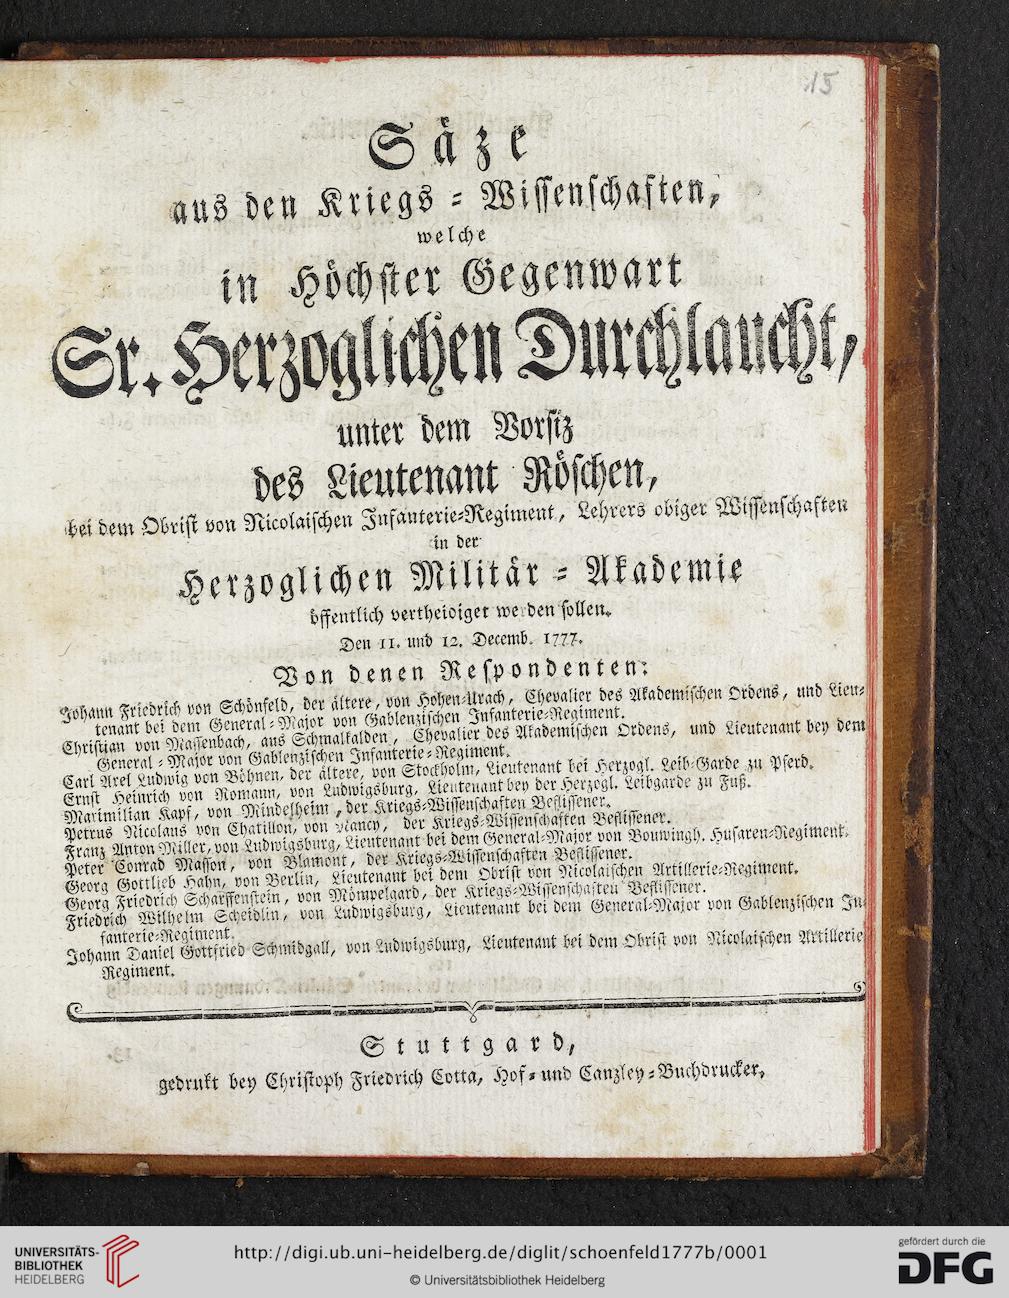 15
Säze
aus den Kriegs-Wissenschaften,
welche
in Höchster Gegenwart
Sr. Herzoglichen Durchlaucht,
unter dem Vorsiz
des Lieutenant Röschen,
bei dem Obrist von Nicolaischen Infanterie-Regiment, Lehrers obiger Wissenschaften
in der
Herzoglichen Militär-Akademie
öffentlich vertheidiget werden sollen.
Den 11. und 12. Decemb. 1777.
Von denen Respondenten:
Johann Friedrich von Schönfeld, der ältere, von Hohen-Urach, Chevalier des Akademischen Ordens, und Lieu-
tenant bei dem General-Major von Gablenzischen Infanterie-Regiment.
Christian von Massenbach, aus Schmalkalden, Chevalier des Akademischen Ordens, und Lieutenant bey dem
General-Major von Gablenzischen Infanterie-Regiment.
Carl Axel Ludwig von Böhnen, der ältere, von Stockholm, Lieutenant bei Herzogl. Leib-Garde zu Pferd.
Ernst Heinrich von Romann, von Ludwigsburg, Lieutenant bey der Herzogl. Leibgarde zu Fuß.
Maximilian Kapf, von Mindelheim, der Kriegs-Wissenschaften Beflissener.
Petrus Nicolaus von Chatillon, von Nancy, der Kriegs-Wissenschaften Beflissener.
Franz Anton Miller, von Ludwigsburg, Lieutenant bei dem General-Major von Bouwingh. Husaren-Regiment.
Peter Conrad Masson, von Blamont, der Kriegs-Wissenschaften Beflissener.
Georg Gottlieb Hahn, von Berlin, Lieutenant bei dem Obrist von Nicolaischen Artillerie-Regiment.
Georg Friedrich Scharffenstein, von Mömpelgard, der Kriegs-Wissenschaften Beflissener.
Friedrich Wilhelm Scheidlin, von Ludwigsburg, Lieutenant bei dem General-Major von Gablenzischen In-
fanterie-Regiment.
Johann Daniel Gottfried Schmidgall, von Ludwigsburg, Lieutenant bei dem Obrist von Nicolaischen Artillerie
Regiment.
Stuttgard,
gedrukt bey Christoph Friedrich Cotta, Hof- und Canzley-Buchdrucker.
UNIVERSITÄTS-
BIBLIOTHEK
HEIDELBERG
http://digi.ub.uni-heidelberg.de/diglit/schoenfeld1777b/0001
© Universitätsbibliothek Heidelberg
gefördert durch die
DFG